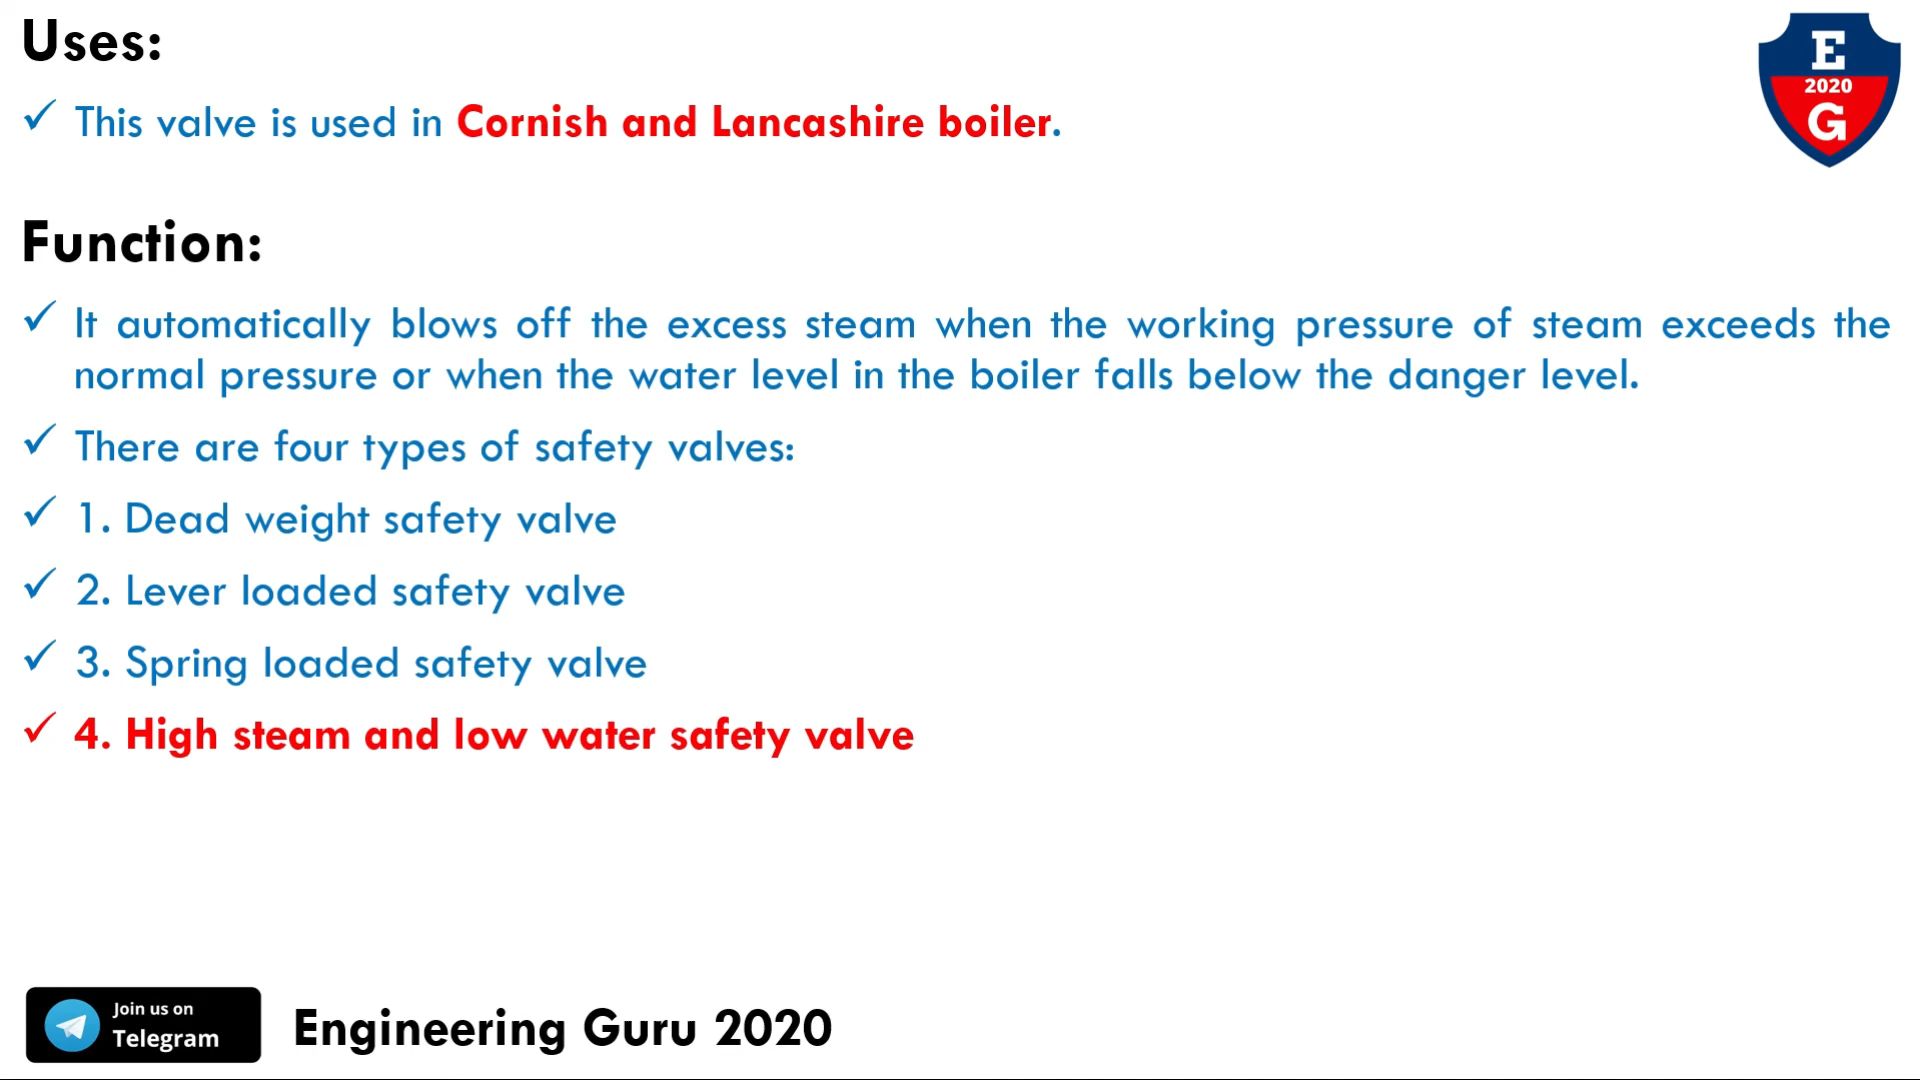 Uses:
E
2020
G
✓ This valve is used in Cornish and Lancashire boiler.
Function:
✓ It automatically blows off the excess steam when the working pressure of steam exceeds the
normal pressure or when the water level in the boiler falls below the danger level.
✓ There are four types of safety valves:
✓ 1. Dead weight safety valve
✓ 2. Lever loaded safety valve
✓ 3. Spring loaded safety valve
✓ 4. High steam and low water safety valve
Join us on
Telegram
Engineering Guru 2020